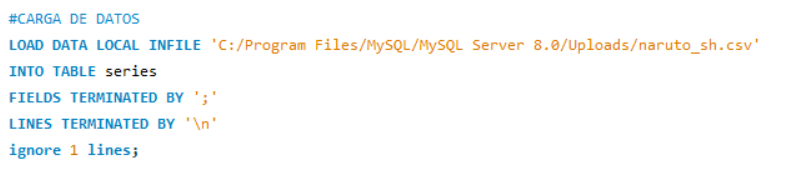 #CARGA DE DATOS
LOAD DATA LOCAL INFILE 'C:/Program Files/MySQL/MySQL Server 8.0/Uploads/naruto_sh.csv'
INTO TABLE series
FIELDS TERMINATED BY ';'
LINES TERMINATED BY '\n'
ignore 1 lines;